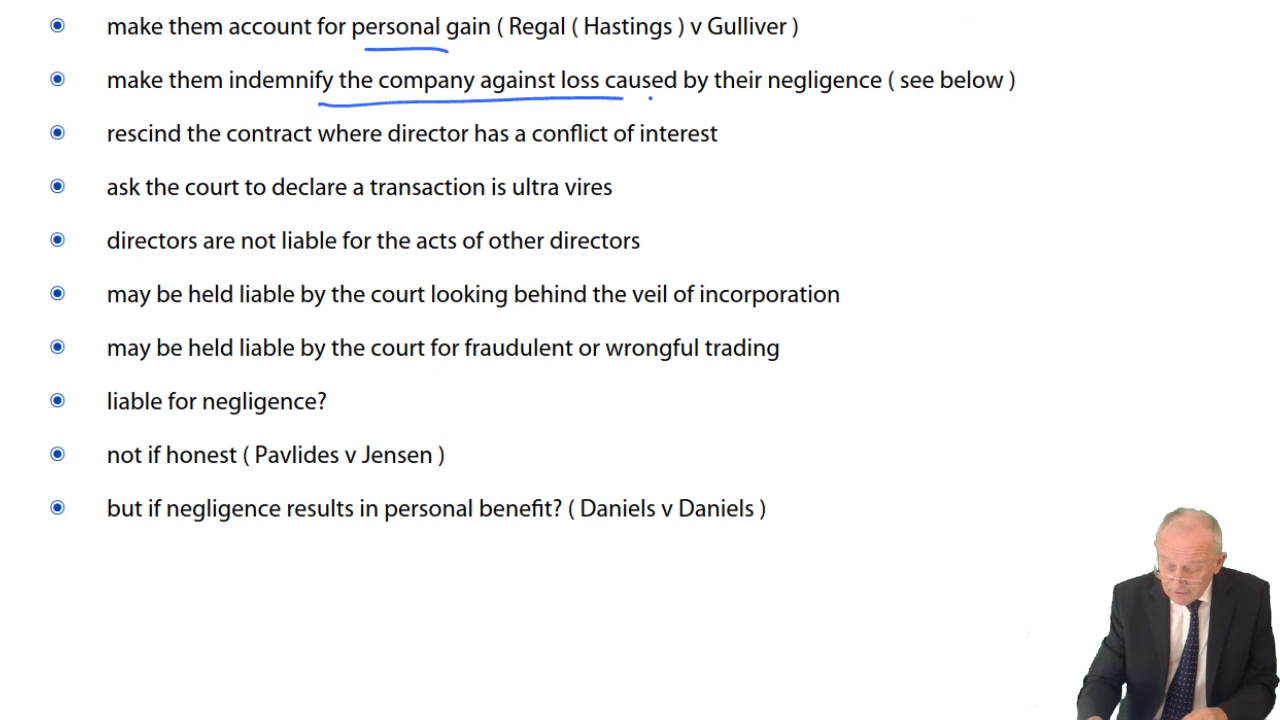 make them account for personal gain ( Regal ( Hastings ) v Gulliver )
make them indemnify the company against loss caused by their negligence ( see below )
rescind the contract where director has a conflict of interest
ask the court to declare a transaction is ultra vires
directors are not liable for the acts of other directors
may be held liable by the court looking behind the veil of incorporation
may be held liable by the court for fraudulent or wrongful trading
liable for negligence?
not if honest ( Pavlides v Jensen )
but if negligence results in personal benefit? ( Daniels v Daniels )